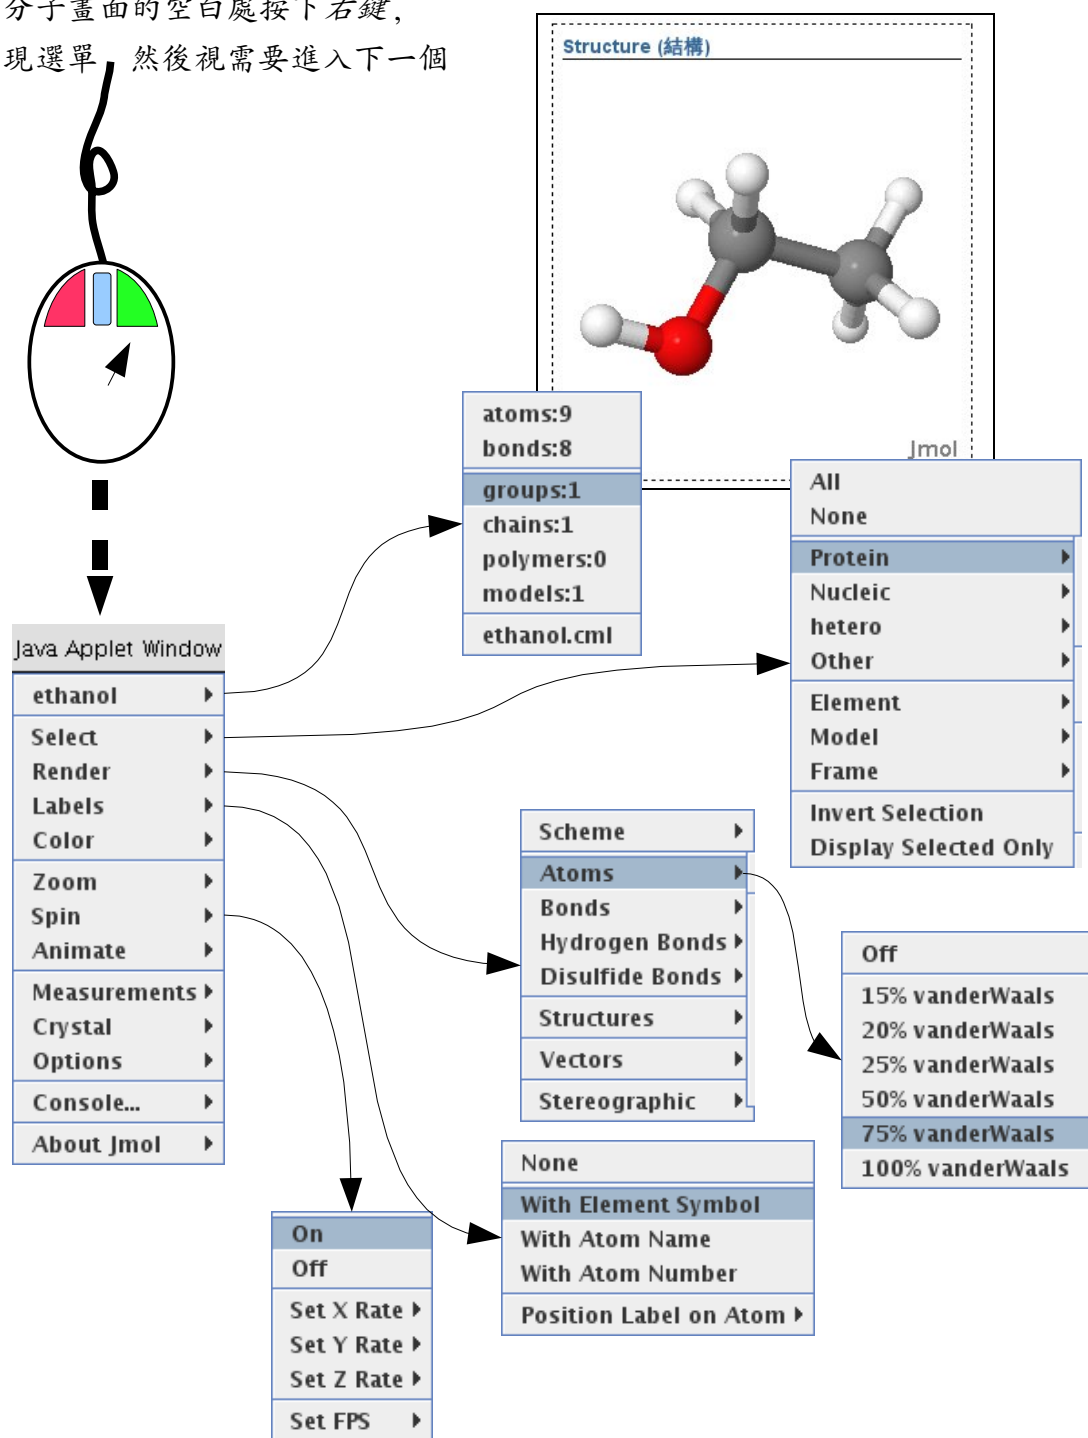 分子畫面的空白處按下右鍵，
現選單，然後視需要進入下一個
Structure (結構)
Jmol
atoms:9
bonds:8
groups:1
chains:1
polymers:0
models:1
ethanol.cml
All
None
Protein
Nucleic
hetero
Other
Element
Model
Frame
Invert Selection
Display Selected Only
Java Applet Window
ethanol
Select
Render
Labels
Color
Zoom
Spin
Animate
Measurements
Crystal
Options
Console...
About Jmol
Scheme
Atoms
Bonds
Hydrogen Bonds
Disulfide Bonds
Structures
Vectors
Stereographic
Off
15% vanderWaals
20% vanderWaals
25% vanderWaals
50% vanderWaals
75% vanderWaals
100% vanderWaals
None
With Element Symbol
With Atom Name
With Atom Number
Position Label on Atom
On
Off
Set X Rate
Set Y Rate
Set Z Rate
Set FPS